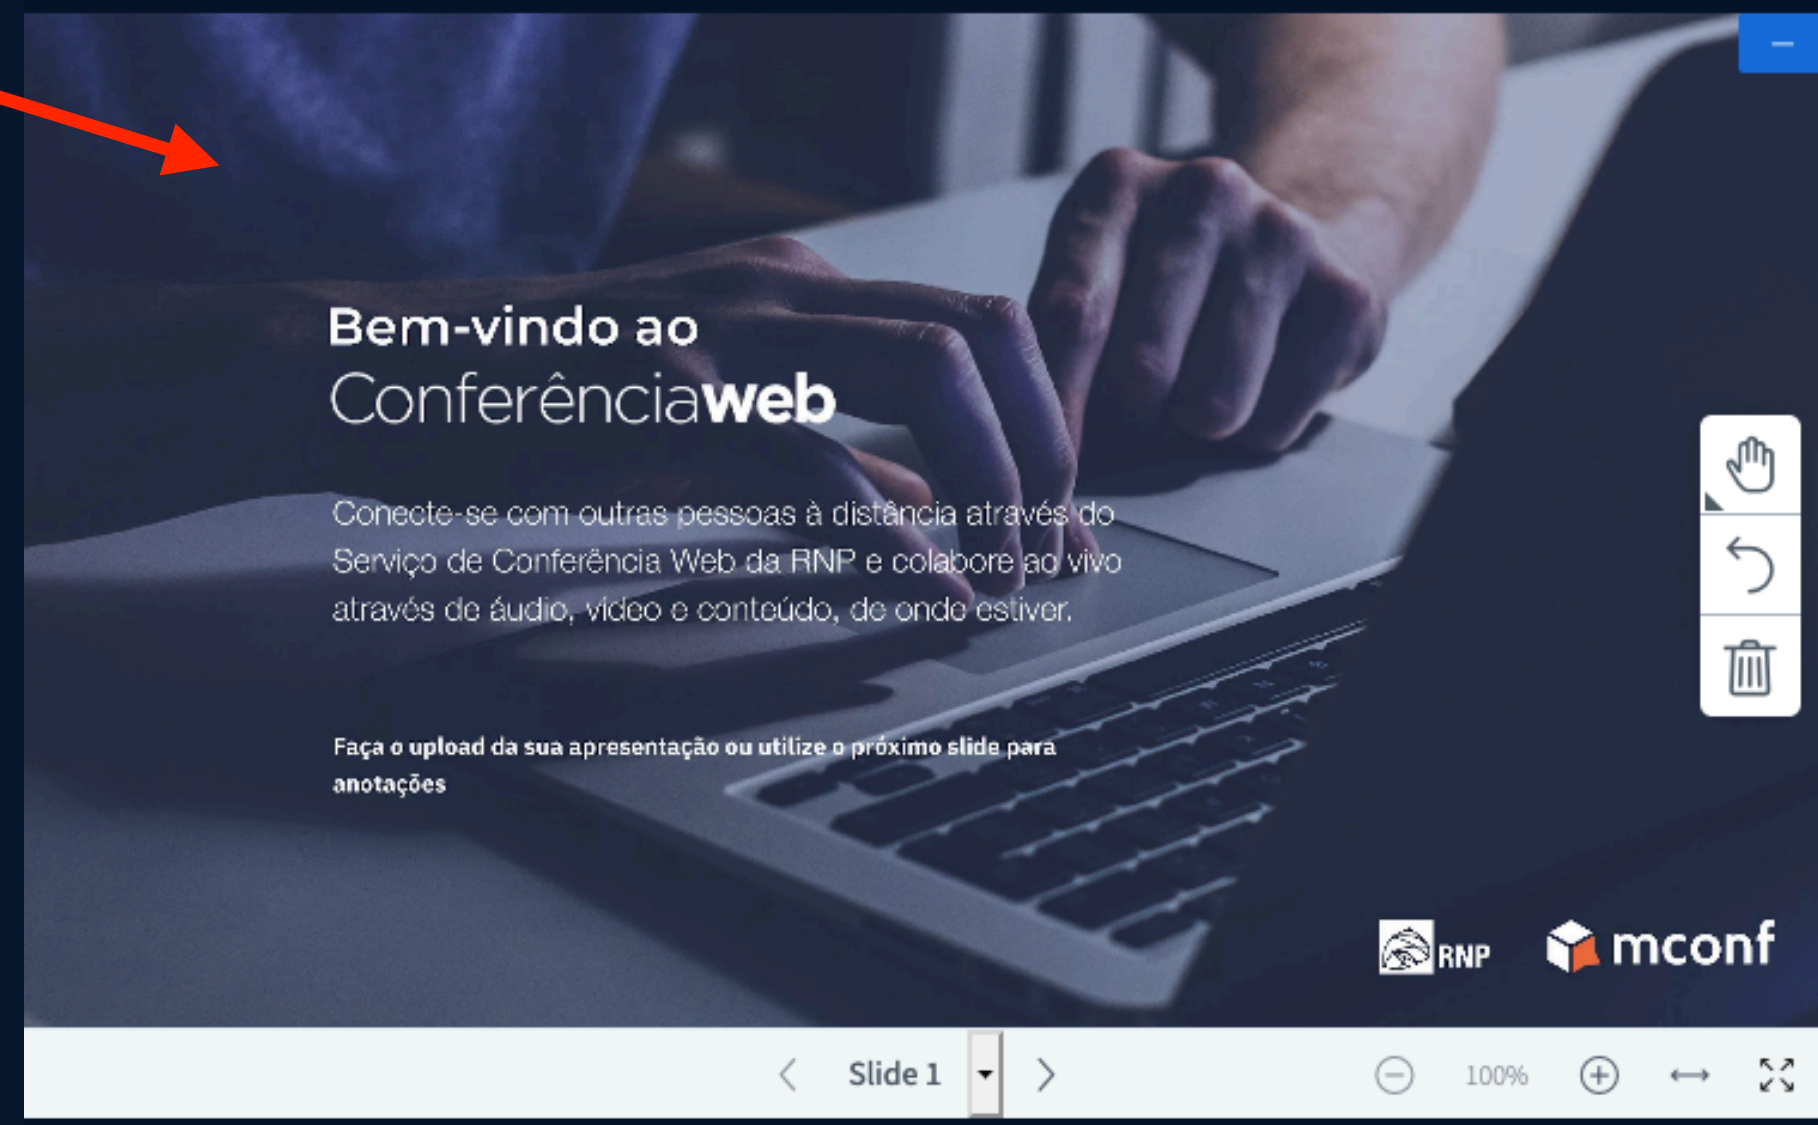 Bem-vindo ao
Conferênciaweb
Conecte-se com outras pessoas à distância através do
Serviço de Conferência Web da RNP e colabore ao vivo
através de áudio, vídeo e conteúdo, de onde estiver.
Faça o upload da sua apresentação ou utilize o próximo slide para
anotações
RNP mconf
Slide 1 100%